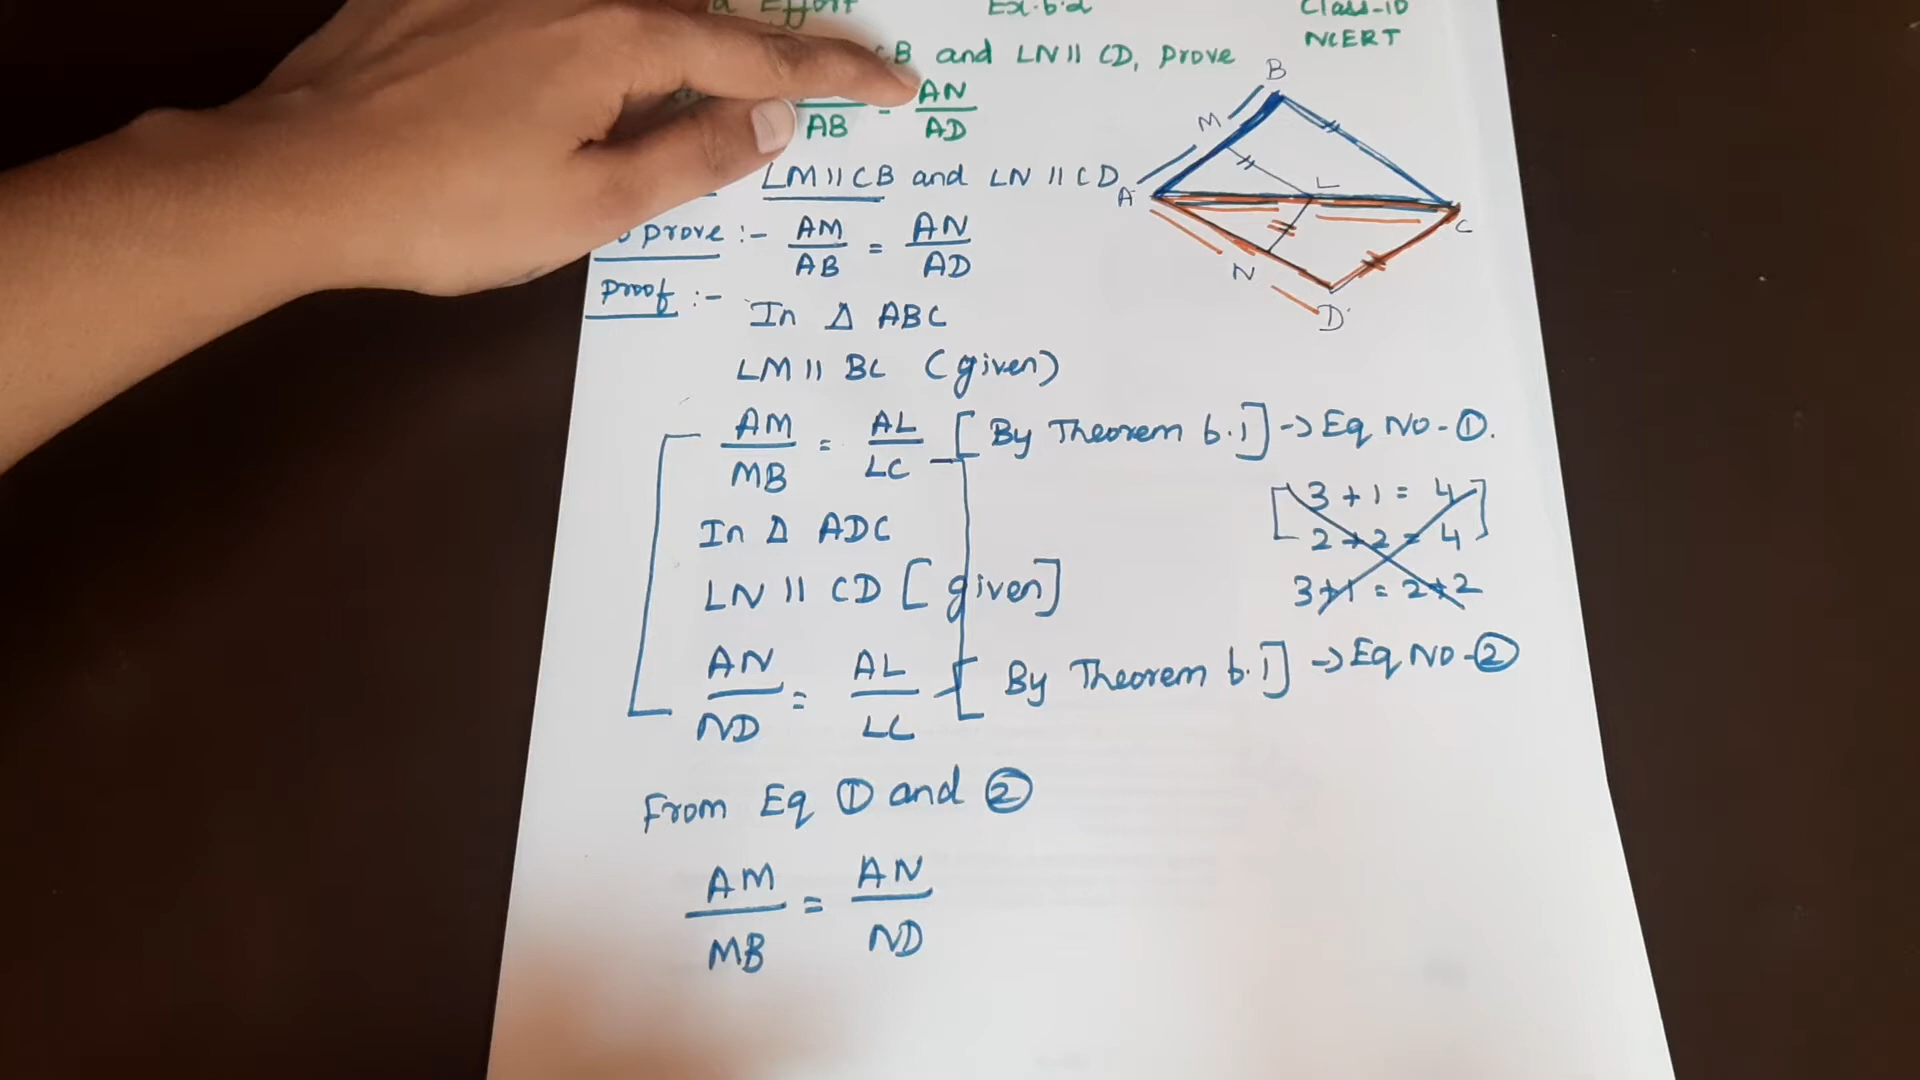 Effort Ex.6.2 Class-10
NCERT
CB and LN || CD, Prove
AN
AB = AD
LM || CB and LN || CD
Prove :- AM/AB = AN/AD
Proof :-
In Δ ABC
LM || BC (given)
AM/MB = AL/LC [By Theorem 6.1] → Eq No-①.
In Δ ADC
LN || CD [given]
AN/ND = AL/LC [By Theorem 6.1] → Eq No-②
From Eq ① and ②
AM/MB = AN/ND
3 + 1 = 4
2 + 2 = 4
3+1 = 2+2
B
M
A
L
C
N
D